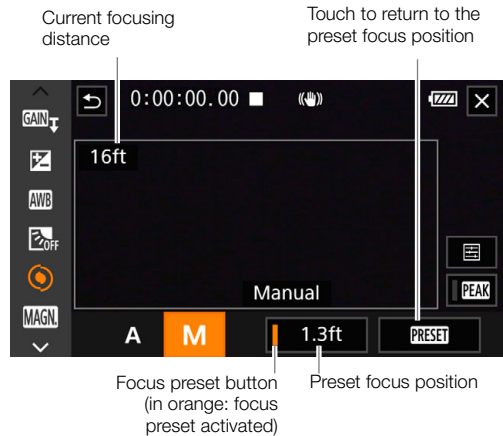 Current focusing
distance
Touch to return to the
preset focus position
0:00:00.00
GAIN
16ft
AWB
OFF
PEAK
Manual
MAGN.
A M 1.3ft PRESET
Focus preset button
(in orange: focus
preset activated)
Preset focus position